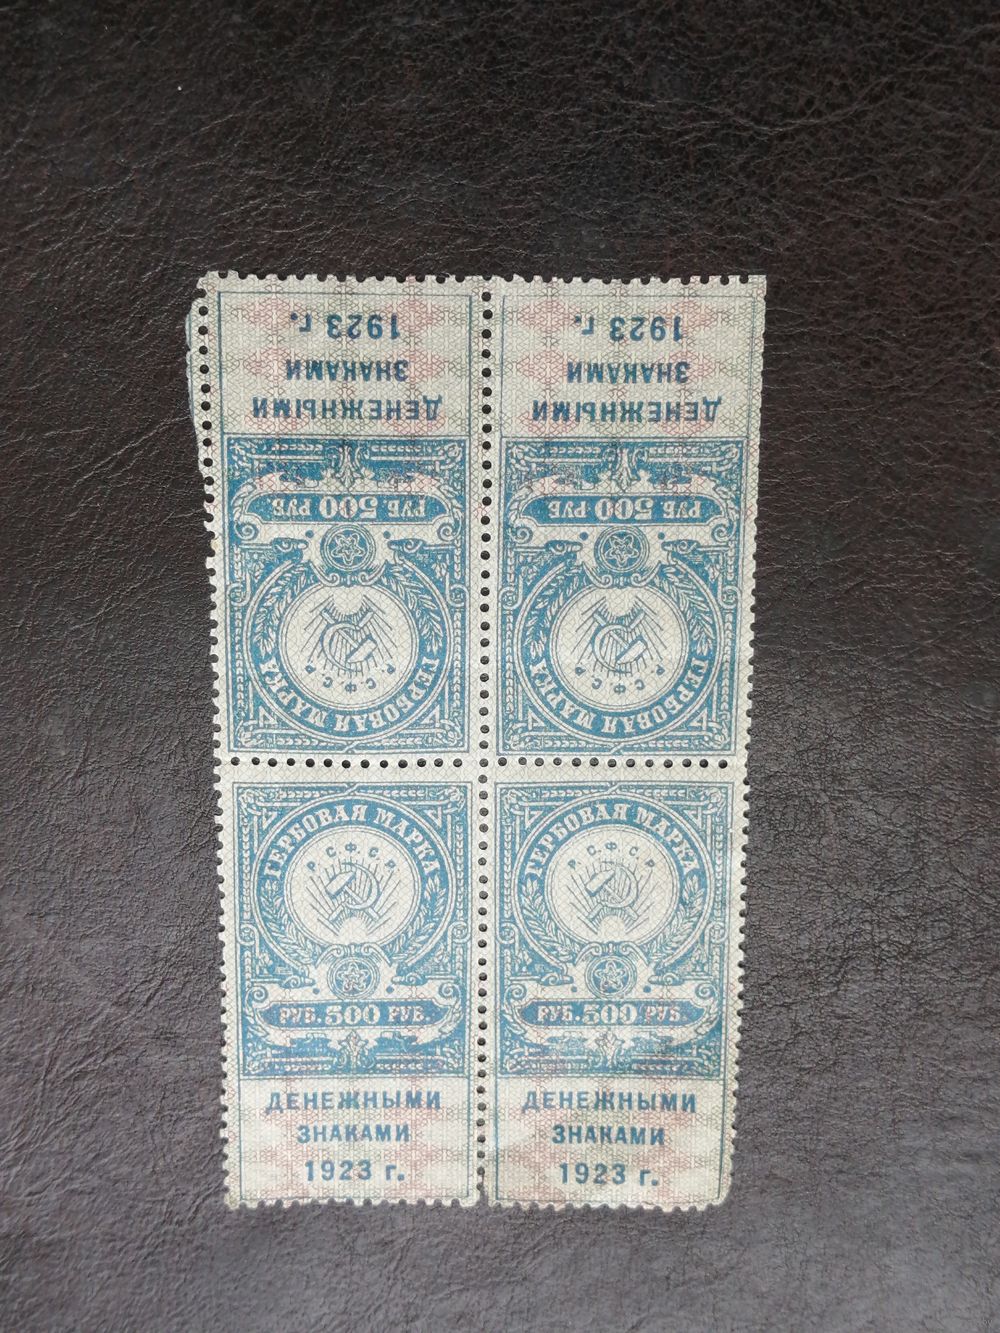 1923 г.
ЗНАКАМИ
ДЕНЕЖНЫМИ
РУБ 500 РУБ
Р.С.Ф.С.Р
ГЕРБОВАЯ МАРКА
1923 г.
ЗНАКАМИ
ДЕНЕЖНЫМИ
РУБ 500 РУБ
Р.С.Ф.С.Р
ГЕРБОВАЯ МАРКА
ГЕРБОВАЯ МАРКА
Р.С.Ф.С.Р
РУБ. 500 РУБ.
ДЕНЕЖНЫМИ
ЗНАКАМИ
1923 г.
ГЕРБОВАЯ МАРКА
Р.С.Ф.С.Р
РУБ. 500 РУБ.
ДЕНЕЖНЫМИ
ЗНАКАМИ
1923 г.